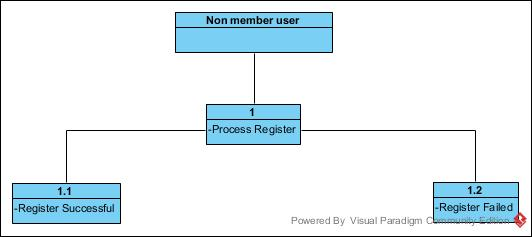 Non member user
1
-Process Register
1.1
-Register Successful
1.2
-Register Failed
Powered By Visual Paradigm Community Edition